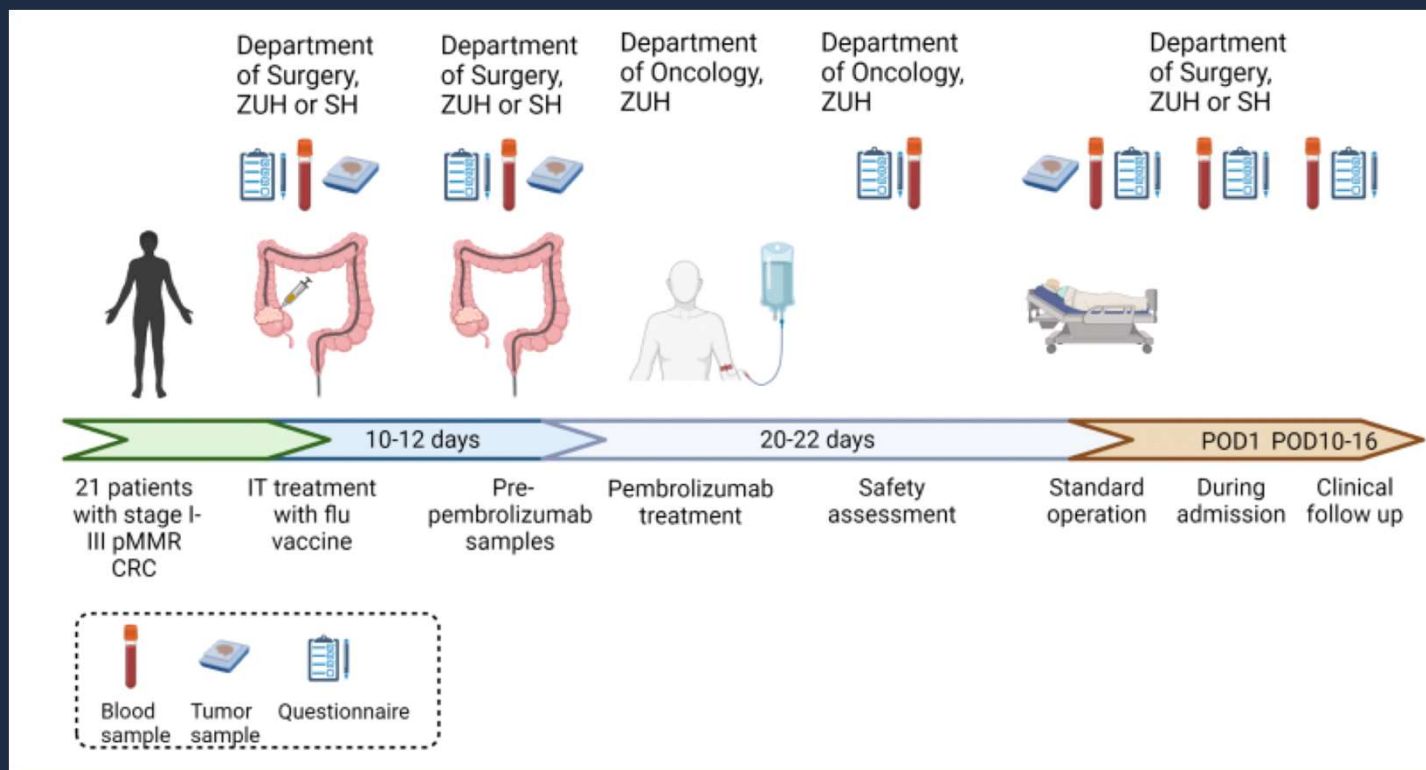 Department
of Surgery,
ZUH or SH
Department
of Surgery,
ZUH or SH
Department
of Oncology,
ZUH
Department
of Oncology,
ZUH
Department
of Surgery,
ZUH or SH
10-12 days
20-22 days
POD1 POD10-16
21 patients
with stage I-
III pMMR
CRC
IT treatment
with flu
vaccine
Pre-
pembrolizumab
samples
Pembrolizumab
treatment
Safety
assessment
Standard
operation
During
admission
Clinical
follow up
Blood
sample
Tumor
sample
Questionnaire